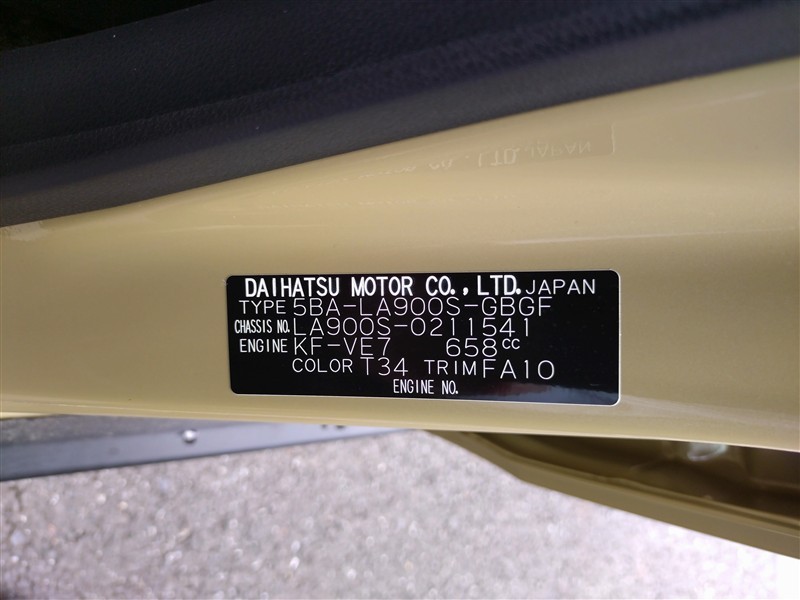 DAIHATSU MOTOR CO., LTD. JAPAN
TYPE 5BA-LA900S-GBGF
CHASSIS NO. LA900S-0211541
ENGINE KF-VE7 658cc
COLOR T34 TRIM FA10
ENGINE NO.